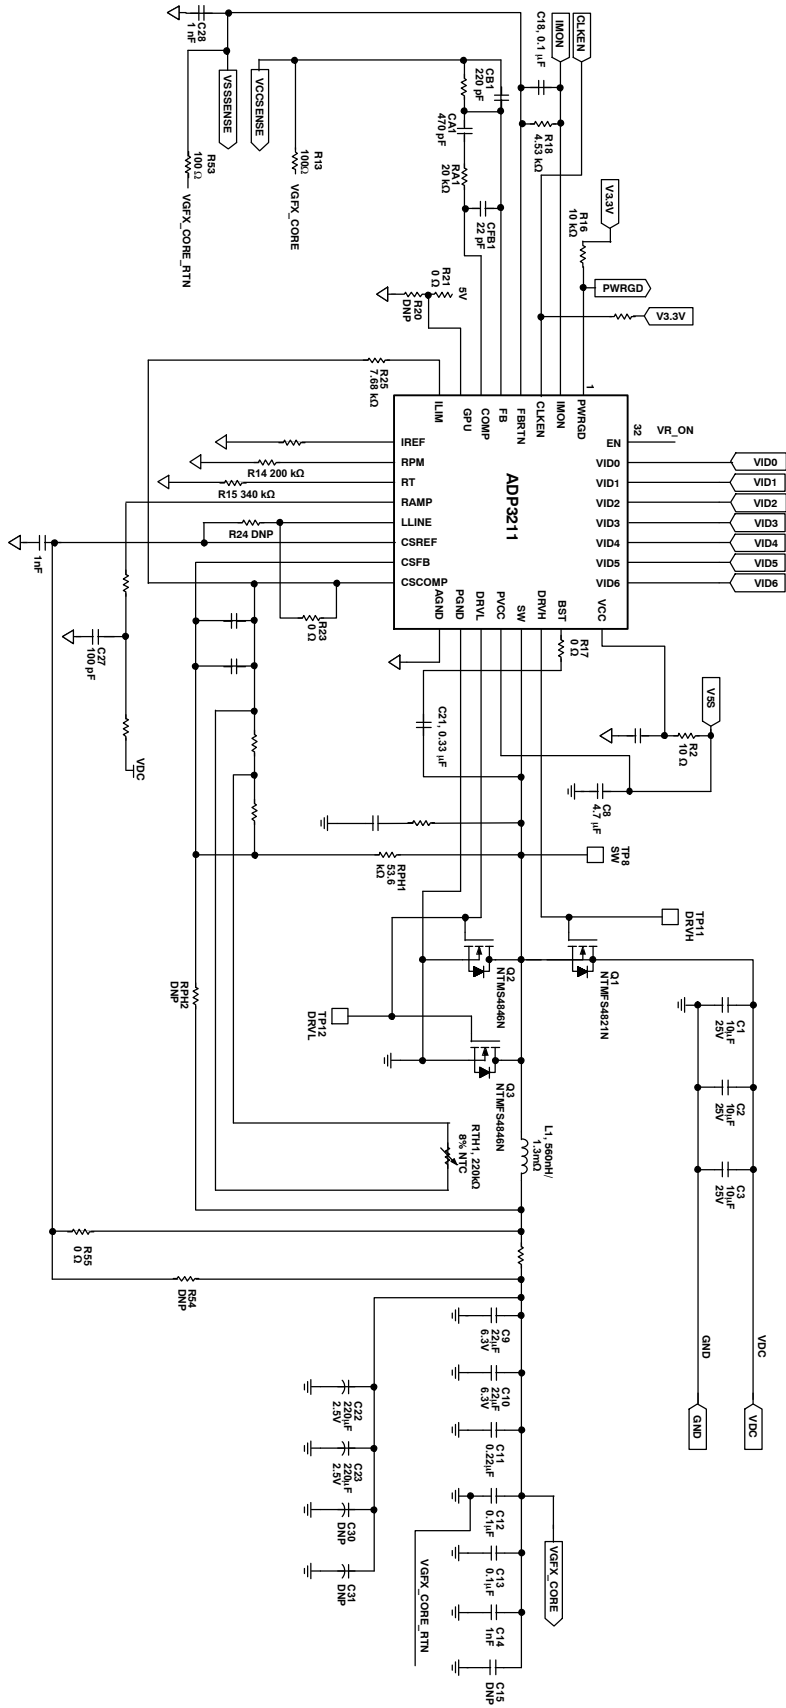 C28
1 nF
VSSSENSE
VCCSENSE
R53
100 Ω
VGFX_CORE_RTN
R13
100Ω
VGFX_CORE
CB1
220 pF
CA1
470 pF
RA1
20 kΩ
CFB1
22 pF
C18, 0.1 µF
IMON
CLKEN
R18
4.53 kΩ
V3.3V
R16
10 kΩ
PWRGD
V3.3V
5V
R21
0 Ω
R20
DNP
R25
7.68 kΩ
1
ILIM
GPU
COMP
FB
FBRTN
CLKEN
IMON
PWRGD
ADP3211
IREF
RPM
RT
RAMP
LLINE
CSREF
CSFB
CSCOMP
R14 200 kΩ
R15 340 kΩ
R24 DNP
1nF
32
VR_ON
EN
VID0
VID1
VID2
VID3
VID4
VID5
VID6
VID0
VID1
VID2
VID3
VID4
VID5
VID6
AGND
PGND
DRVL
PVCC
SW
DRVH
BST
VCC
R23
0 Ω
C27
100 pF
VDC
R17
0 Ω
C21, 0.33 µF
V5S
R2
10 Ω
C8
4.7 µF
TP8
SW
RPH1
53.6
kΩ
TP11
DRVH
Q1
NTMFS4821N
Q2
NTMS4846N
RPH2
DNP
TP12
DRVL
Q3
NTMFS4846N
C1
10µF
25V
C2
10µF
25V
C3
10µF
25V
L1, 560nH/
1.3mΩ
RTH1, 220kΩ
8% NTC
R55
0 Ω
R54
DNP
VDC
GND
VDC
GND
C9
22µF
6.3V
C10
22µF
6.3V
C11
0.22µF
C12
0.1µF
C13
0.1µF
C14
1nF
C15
DNP
C22
220µF
2.5V
C23
220µF
2.5V
C30
DNP
C31
DNP
VGFX_CORE
VGFX_CORE_RTN